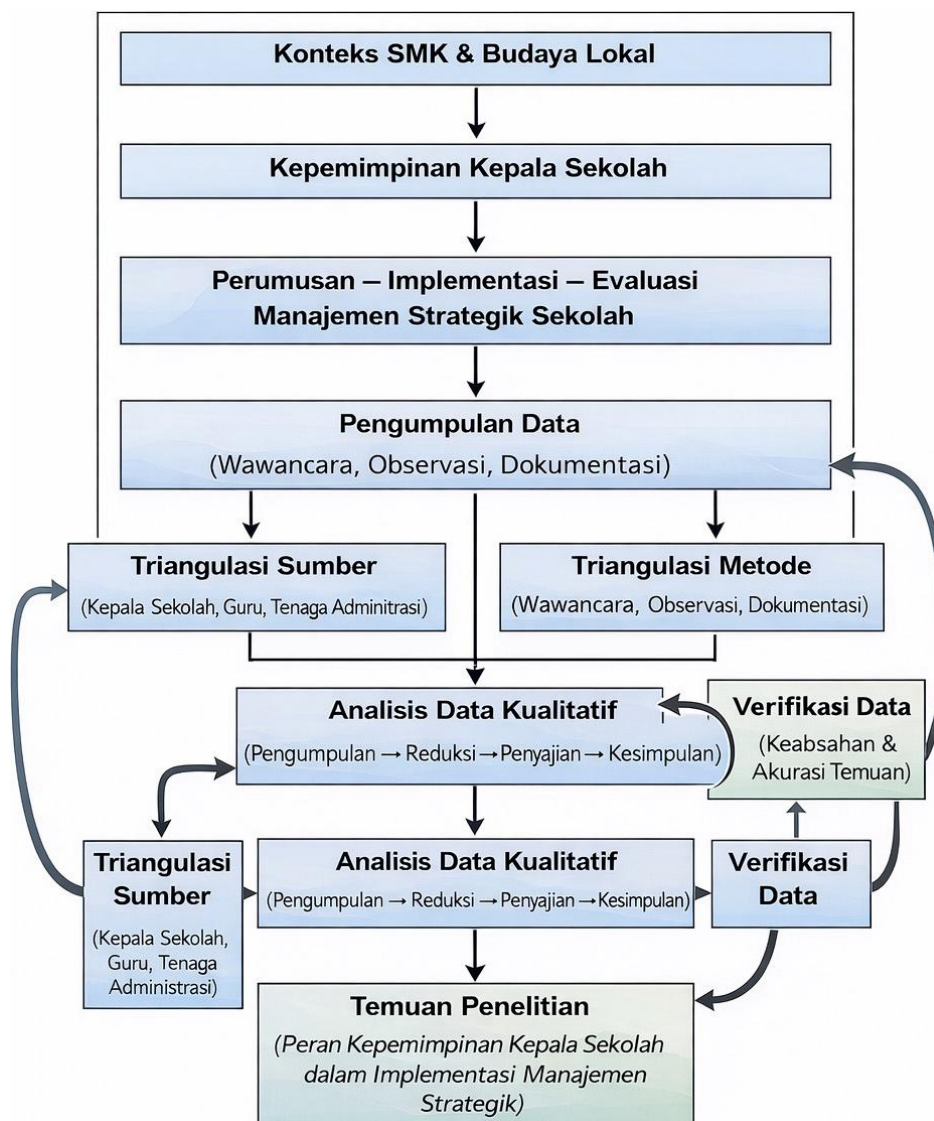 Konteks SMK & Budaya Lokal
Kepemimpinan Kepala Sekolah
Perumusan – Implementasi – Evaluasi
Manajemen Strategik Sekolah
Pengumpulan Data
(Wawancara, Observasi, Dokumentasi)
Triangulasi Sumber
(Kepala Sekolah, Guru, Tenaga Adminitrasi)
Triangulasi Metode
(Wawancara, Observasi, Dokumentasi)
Analisis Data Kualitatif
(Pengumpulan → Reduksi → Penyajian → Kesimpulan)
Verifikasi Data
(Keabsahan &
Akurasi Temuan)
Triangulasi
Sumber
(Kepala Sekolah,
Guru, Tenaga
Administrasi)
Analisis Data Kualitatif
(Pengumpulan → Reduksi → Penyajian → Kesimpulan)
Verifikasi
Data
Temuan Penelitian
(Peran Kepemimpinan Kepala Sekolah
dalam Implementasi Manajemen
Strategik)